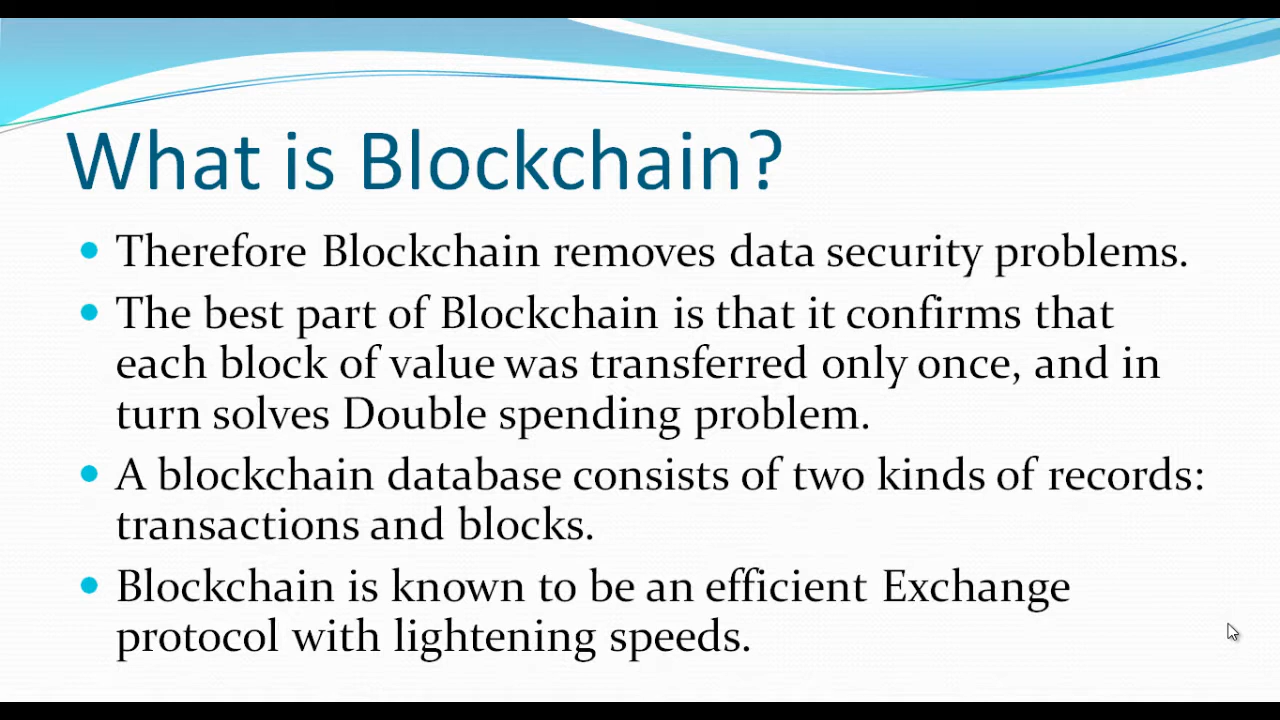 What is Blockchain?
Therefore Blockchain removes data security problems.
The best part of Blockchain is that it confirms that
each block of value was transferred only once, and in
turn solves Double spending problem.
A blockchain database consists of two kinds of records:
transactions and blocks.
Blockchain is known to be an efficient Exchange
protocol with lightening speeds.